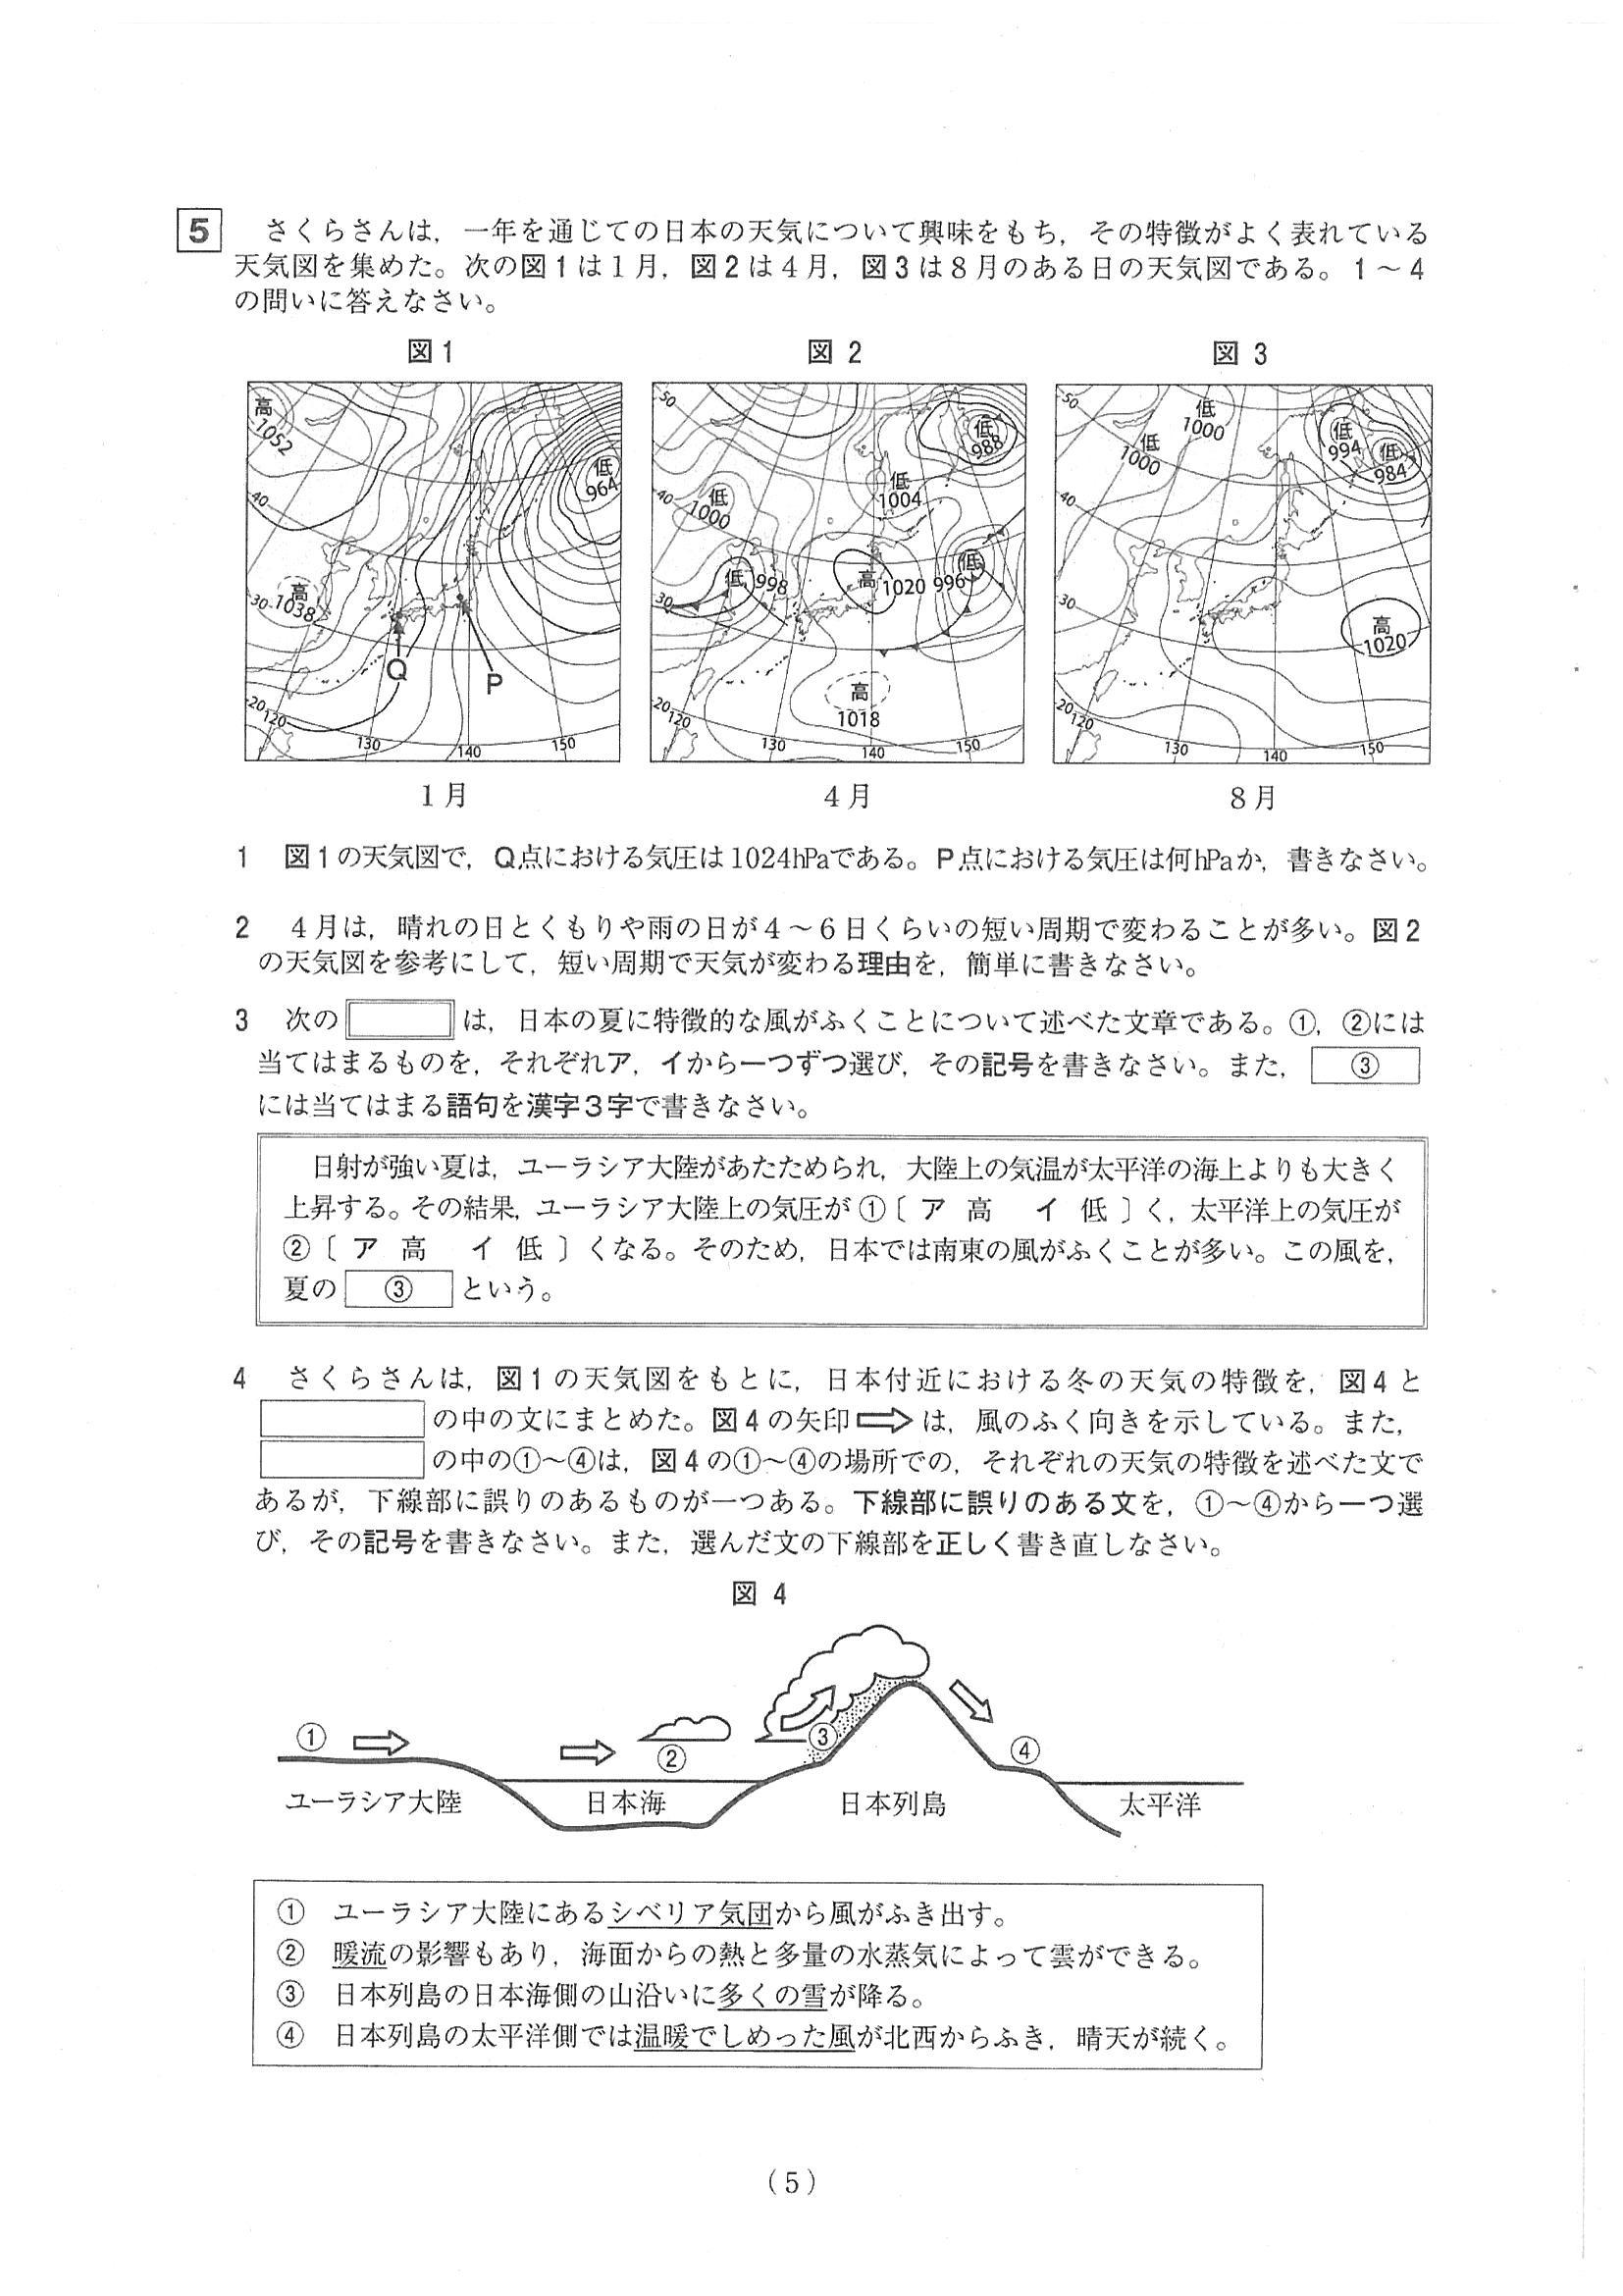 5 さくらさんは，一年を通じての日本の天気について興味をもち，その特徴がよく表れている
天気図を集めた。次の図1は1月，図2は4月，図3は8月のある日の天気図である。1～4
の問いに答えなさい。
図1 図2 図3
高
1052
低
964
高
1038
40
30
20
120
130
140
150
Q
P
50
40
30
20
120
130
140
150
低
988
低
1004
低
1000
低
998
高
1020
低
996
高
1018
50
40
30
20
120
130
140
150
低
1000
低
1000
低
994
低
984
高
1020
1月 4月 8月
1 図1の天気図で，Q点における気圧は1024hPaである。P点における気圧は何hPaか，書きなさい。
2 4月は，晴れの日とくもりや雨の日が4～6日くらいの短い周期で変わることが多い。図2
の天気図を参考にして，短い周期で天気が変わる理由を，簡単に書きなさい。
3 次の は，日本の夏に特徴的な風がふくことについて述べた文章である。①，②には
当てはまるものを，それぞれア，イから一つずつ選び，その記号を書きなさい。また， ③
には当てはまる語句を漢字3字で書きなさい。
日射が強い夏は，ユーラシア大陸があたためられ，大陸上の気温が太平洋の海上よりも大きく
上昇する。その結果，ユーラシア大陸上の気圧が①〔 ア 高 イ 低 〕く，太平洋上の気圧が
②〔 ア 高 イ 低 〕くなる。そのため，日本では南東の風がふくことが多い。この風を，
夏の ③ という。
4 さくらさんは，図1の天気図をもとに，日本付近における冬の天気の特徴を，図4と
の中の文にまとめた。図4の矢印⇨は，風のふく向きを示している。また，
の中の①～④は，図4の①～④の場所での，それぞれの天気の特徴を述べた文で
あるが，下線部に誤りのあるものが一つある。下線部に誤りのある文を，①～④から一つ選
び，その記号を書きなさい。また，選んだ文の下線部を正しく書き直しなさい。
図4
①
②
③
④
ユーラシア大陸 日本海 日本列島 太平洋
① ユーラシア大陸にあるシベリア気団から風がふき出す。
② 暖流の影響もあり，海面からの熱と多量の水蒸気によって雲ができる。
③ 日本列島の日本海側の山沿いに多くの雪が降る。
④ 日本列島の太平洋側では温暖でしめった風が北西からふき，晴天が続く。
（5）